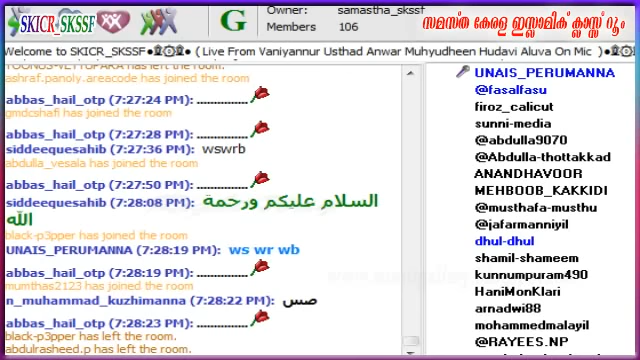 SKICR_SKSSF
Owner: samastha_skssf
Members 106
സമസ്ത കേരള ഇസ്ലാമിക് ക്ലാസ്സ് റൂം
Welcome to SKICR_SKSSF ( Live From Vaniyannur Usthad Anwar Muhyudheen Hudavi Aluva On Mic )
has left the room.
ashraf.panoly.areacode has joined the room
abbas_hail_otp (7:27:24 PM): ...............
gmdcshafi has joined the room
abbas_hail_otp (7:27:28 PM): ...............
siddeequesahib (7:27:36 PM): wswrb
abdulla_vesala has joined the room
abbas_hail_otp (7:27:50 PM): ...............
siddeequesahib (7:28:08 PM): السلام عليكم ورحمة
الله
black-p3pper has joined the room
UNAIS_PERUMANNA (7:28:19 PM): ws wr wb
abbas_hail_otp (7:28:19 PM): ...............
mumthas2123 has joined the room
n_muhammad_kuzhimanna (7:28:22 PM): صس
abbas_hail_otp (7:28:23 PM): ...............
black-p3pper has left the room.
abdulrasheed.p has left the room.
UNAIS_PERUMANNA
@fasalfasu
firoz_calicut
sunni-media
@abdulla9070
@Abdulla-thottakkad
ANANDHAVOOR
MEHBOOB_KAKKIDI
@musthafa-musthu
@jafarmanniyil
dhul-dhul
shamil-shameem
kunnumpuram490
HaniMonKlari
arnadwi88
mohammedmalayil
@RAYEES.NP